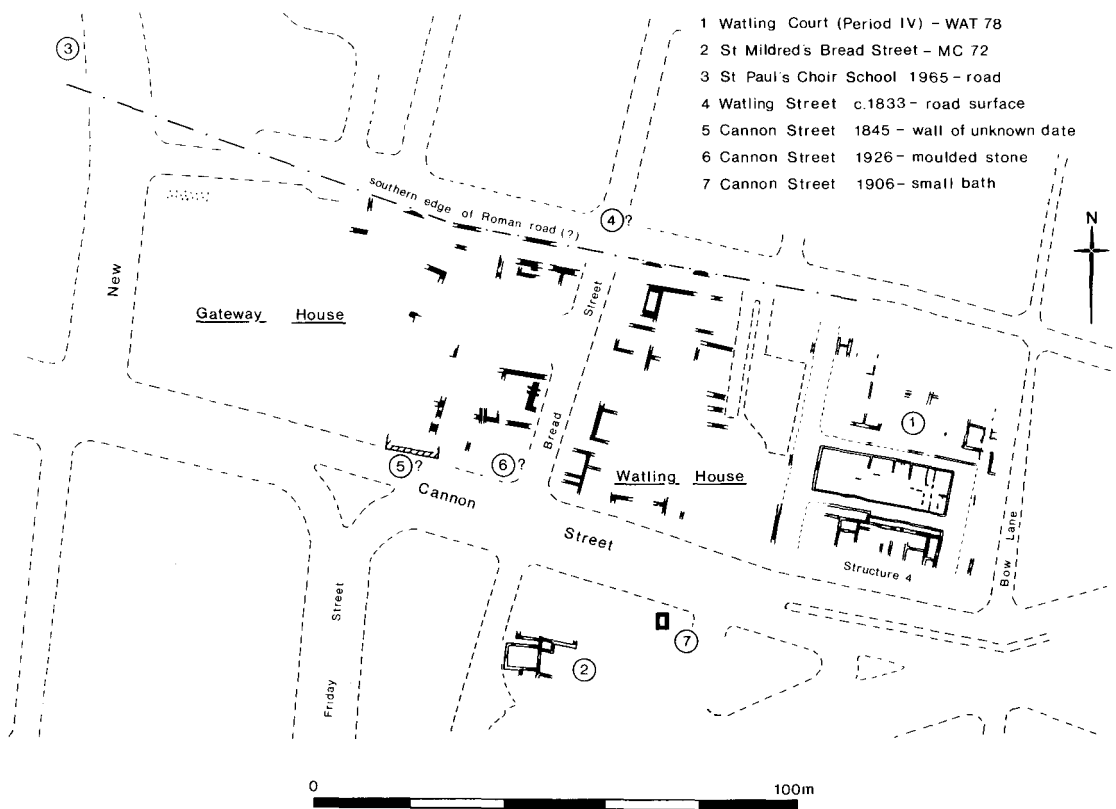 1 Watling Court (Period IV) – WAT 78
2 St Mildred's Bread Street – MC 72
3 St Paul's Choir School 1965 – road
4 Watling Street c.1833 – road surface
5 Cannon Street 1845 – wall of unknown date
6 Cannon Street 1926 – moulded stone
7 Cannon Street 1906 – small bath
3
southern edge of Roman road (?)
4?
N
New
Gateway House
Street
Bread
1
5?
6?
Watling House
Cannon
Street
Structure 4
Bow Lane
Friday Street
2
7
0 100m